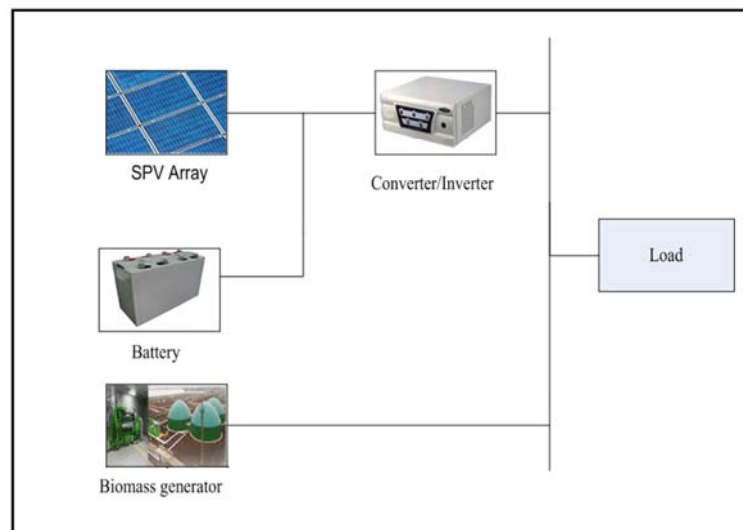 SPV Array
Converter/Inverter
Load
Battery
Biomass generator